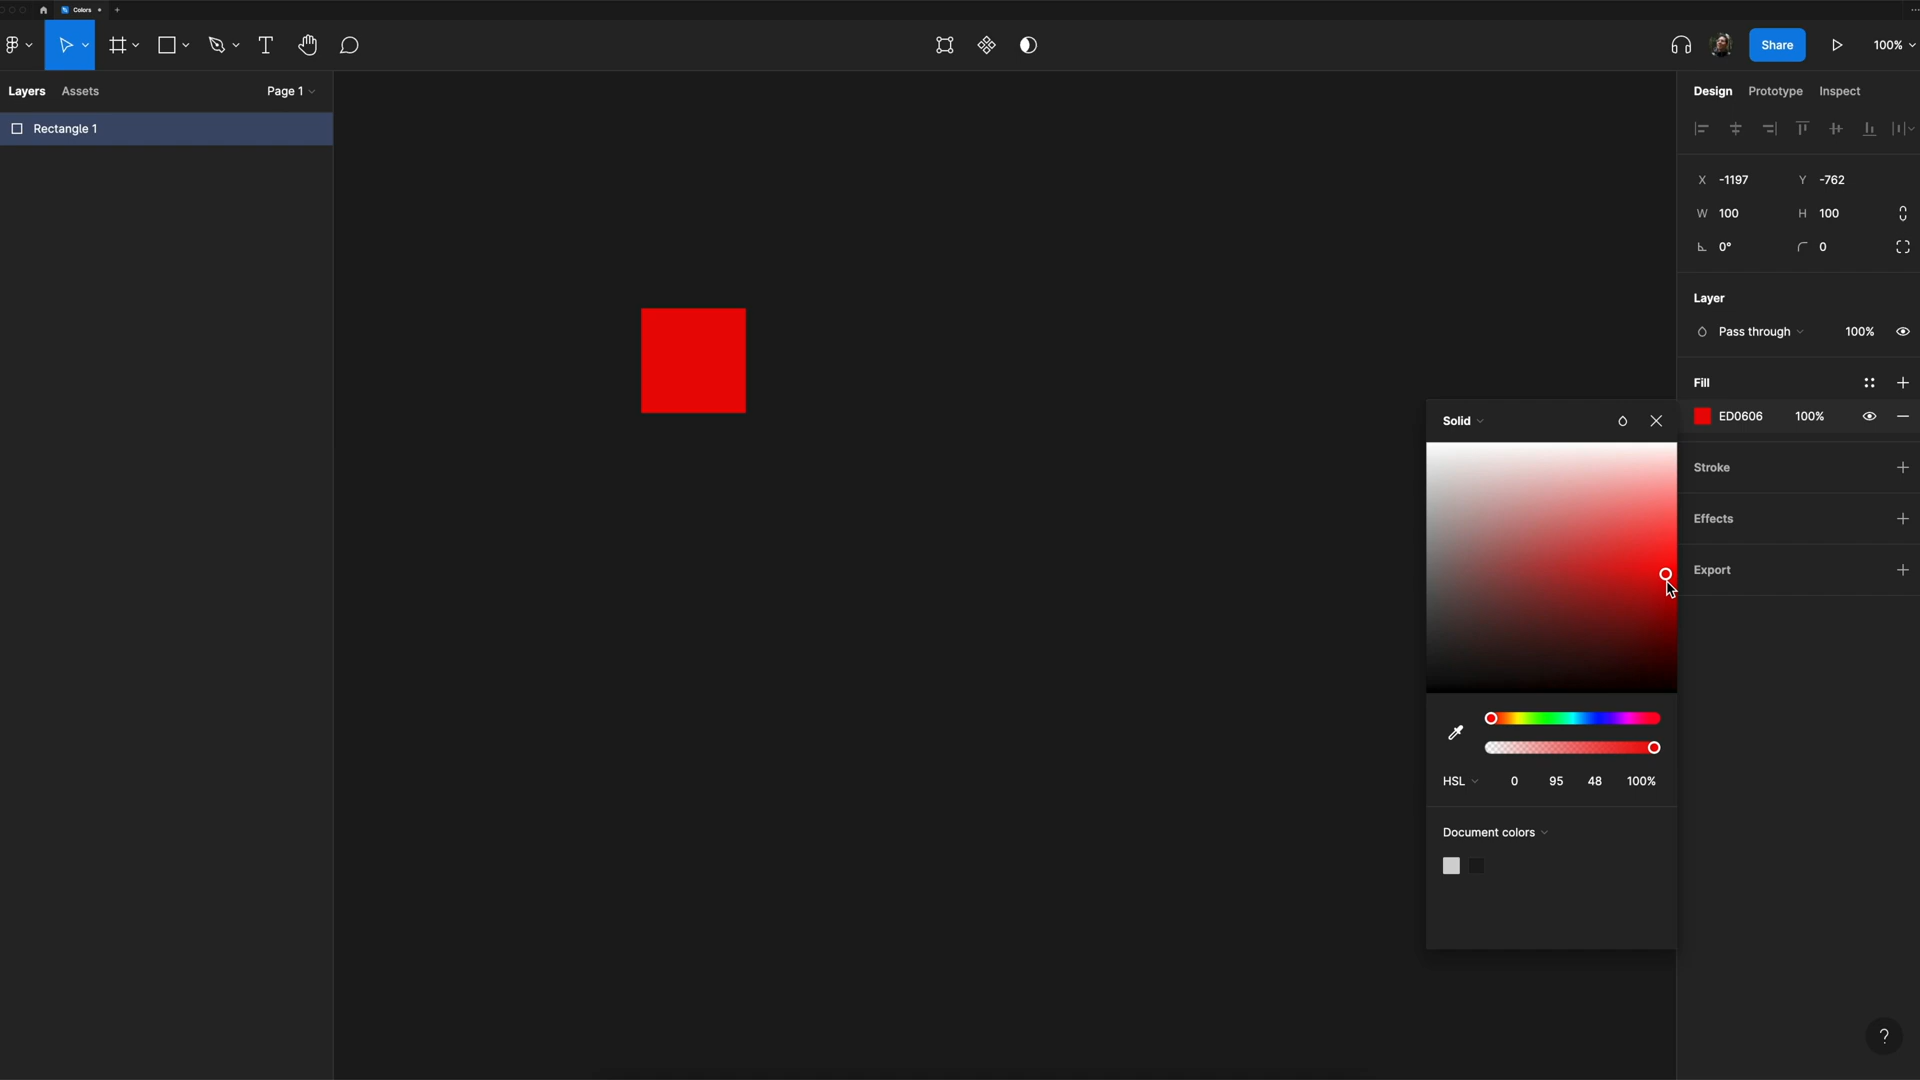 Colors
Share
100%
Layers Assets Page 1
Rectangle 1
Design Prototype Inspect
X -1197 Y -762
W 100 H 100
0° 0
Layer
Pass through 100%
Fill
ED0606 100%
Stroke
Effects
Export
Solid
HSL 0 95 48 100%
Document colors
?